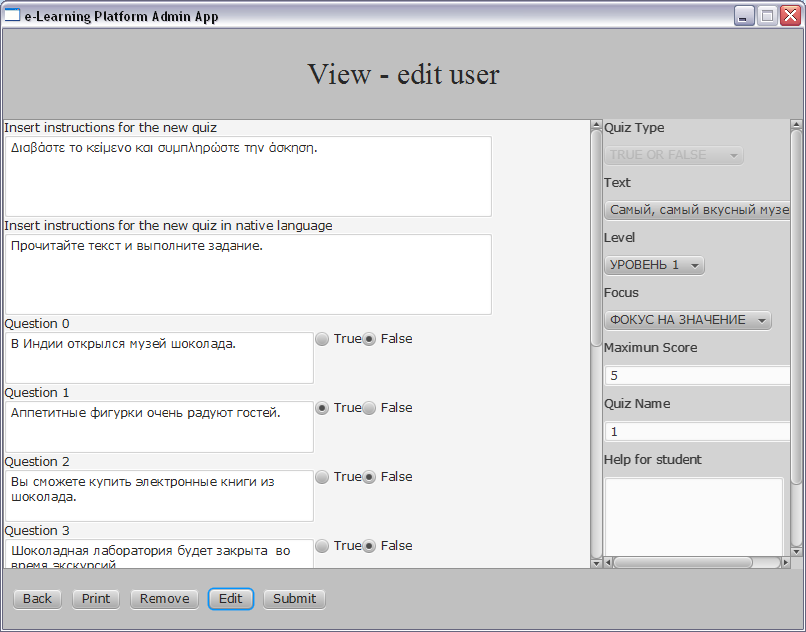 e-Learning Platform Admin App
View - edit user
Insert instructions for the new quiz
Διαβάστε το κείμενο και συμπληρώστε την άσκηση.
Insert instructions for the new quiz in native language
Прочитайте текст и выполните задание.
Question 0
В Индии открылся музей шоколада.
True False
Question 1
Аппетитные фигурки очень радуют гостей.
True False
Question 2
Вы сможете купить электронные книги из
шоколада.
True False
Question 3
Шоколадная лаборатория будет закрыта во
время экскурсий
True False
Quiz Type
TRUE OR FALSE
Text
Самый, самый вкусный музе
Level
УРОВЕНЬ 1
Focus
ФОКУС НА ЗНАЧЕНИЕ
Maximun Score
5
Quiz Name
1
Help for student
Back Print Remove Edit Submit